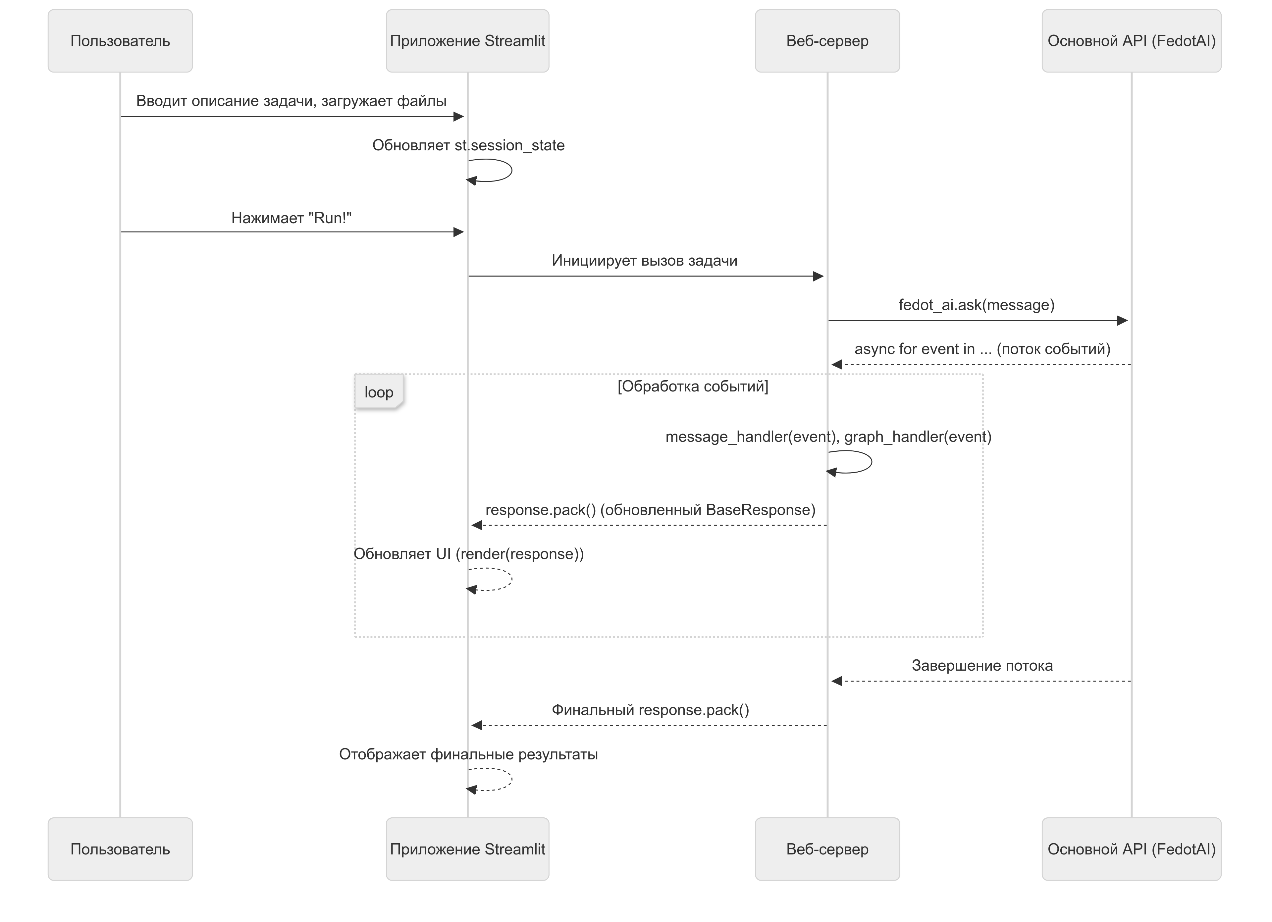 Пользователь
Приложение Streamlit
Веб-сервер
Основной API (FedotAI)
Вводит описание задачи, загружает файлы
Обновляет st.session_state
Нажимает "Run!"
Инициирует вызов задачи
fedot_ai.ask(message)
async for event in ... (поток событий)
loop
[Обработка событий]
message_handler(event), graph_handler(event)
response.pack() (обновленный BaseResponse)
Обновляет UI (render(response))
Завершение потока
Финальный response.pack()
Отображает финальные результаты
Пользователь
Приложение Streamlit
Веб-сервер
Основной API (FedotAI)